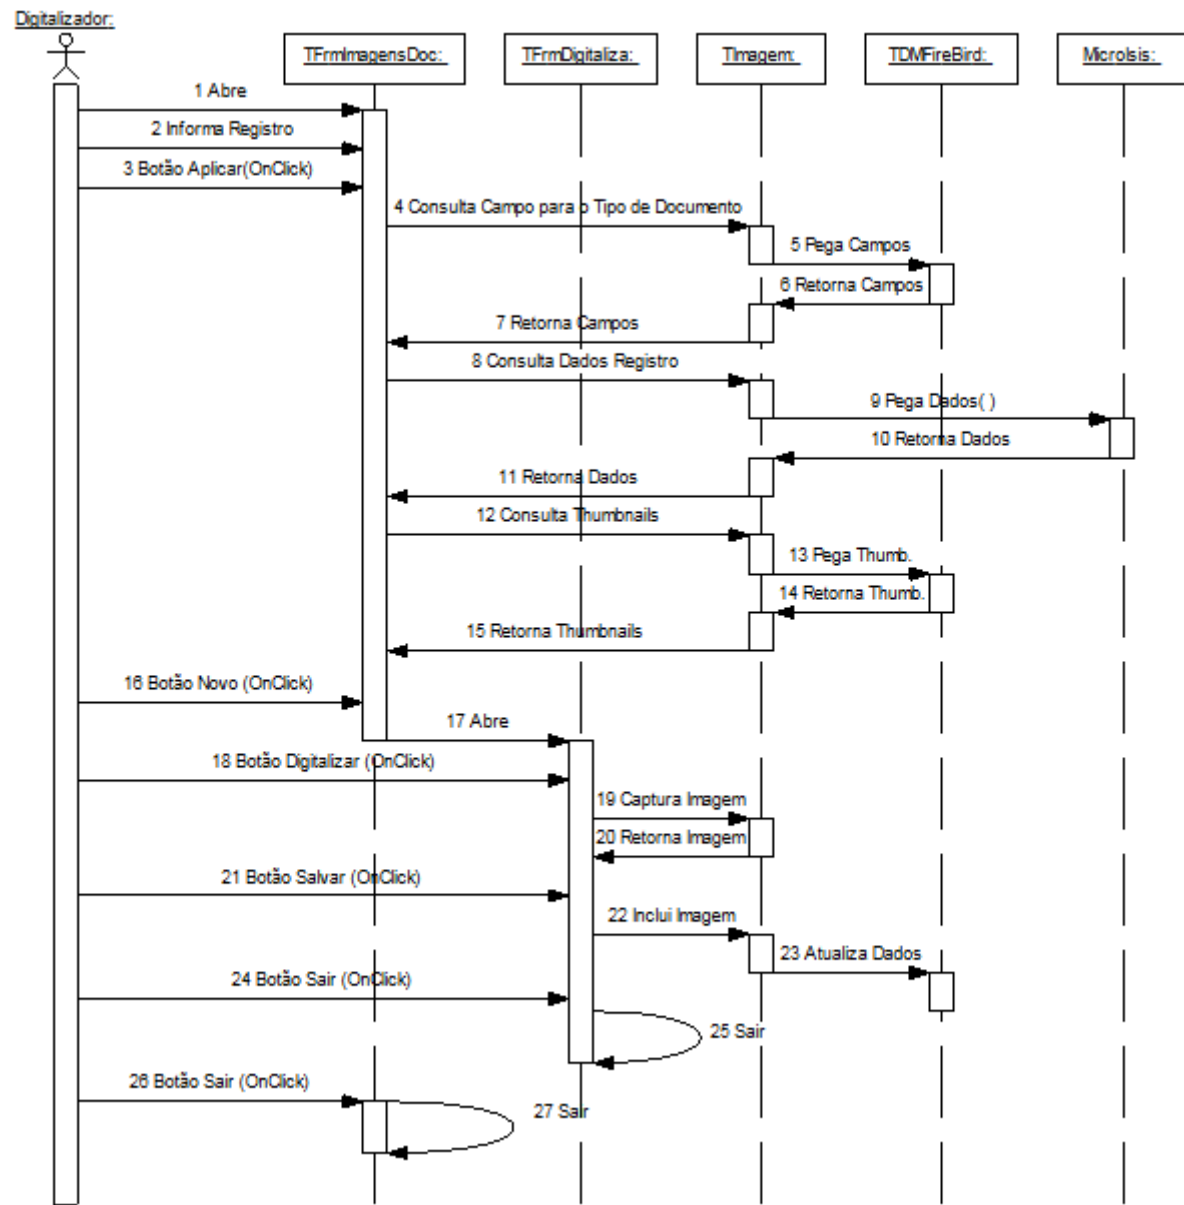 Digitalizador:
TFrmImagensDoc:
TFrmDigitaliza:
TImagem:
TDMFireBird:
MicroIsis:
1 Abre
2 Informa Registro
3 Botão Aplicar(OnClick)
4 Consulta Campo para o Tipo de Documento
5 Pega Campos
6 Retorna Campos
7 Retorna Campos
8 Consulta Dados Registro
9 Pega Dados( )
10 Retorna Dados
11 Retorna Dados
12 Consulta Thumbnails
13 Pega Thumb.
14 Retorna Thumb.
15 Retorna Thumbnails
16 Botão Novo (OnClick)
17 Abre
18 Botão Digitalizar (OnClick)
19 Captura Imagem
20 Retorna Imagem
21 Botão Salvar (OnClick)
22 Inclui Imagem
23 Atualiza Dados
24 Botão Sair (OnClick)
25 Sair
26 Botão Sair (OnClick)
27 Sair